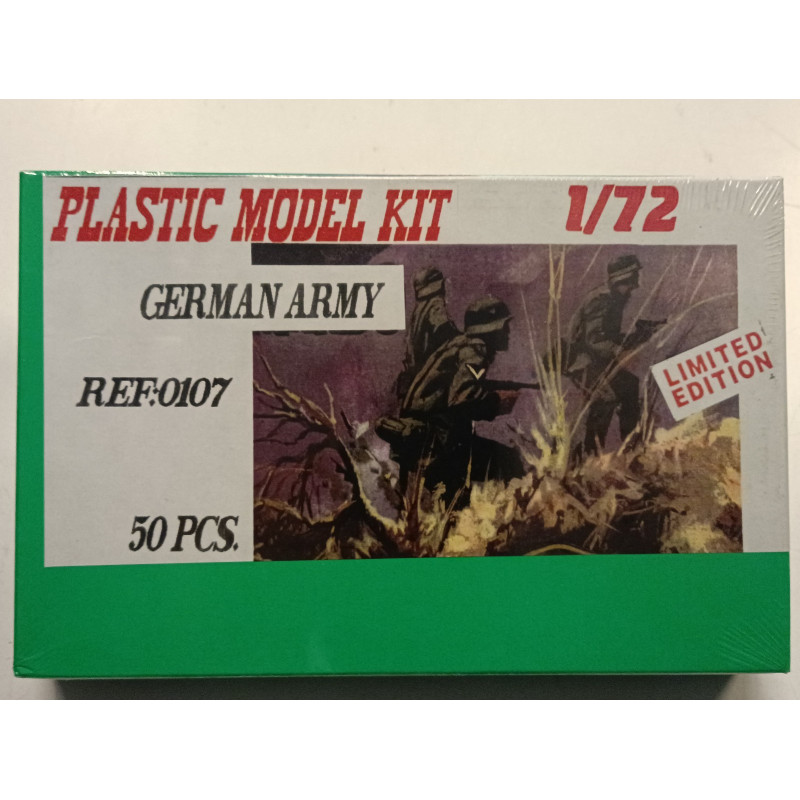 PLASTIC MODEL KIT
1/72
GERMAN ARMY
REF:0107
LIMITED
EDITION
50 PCS.